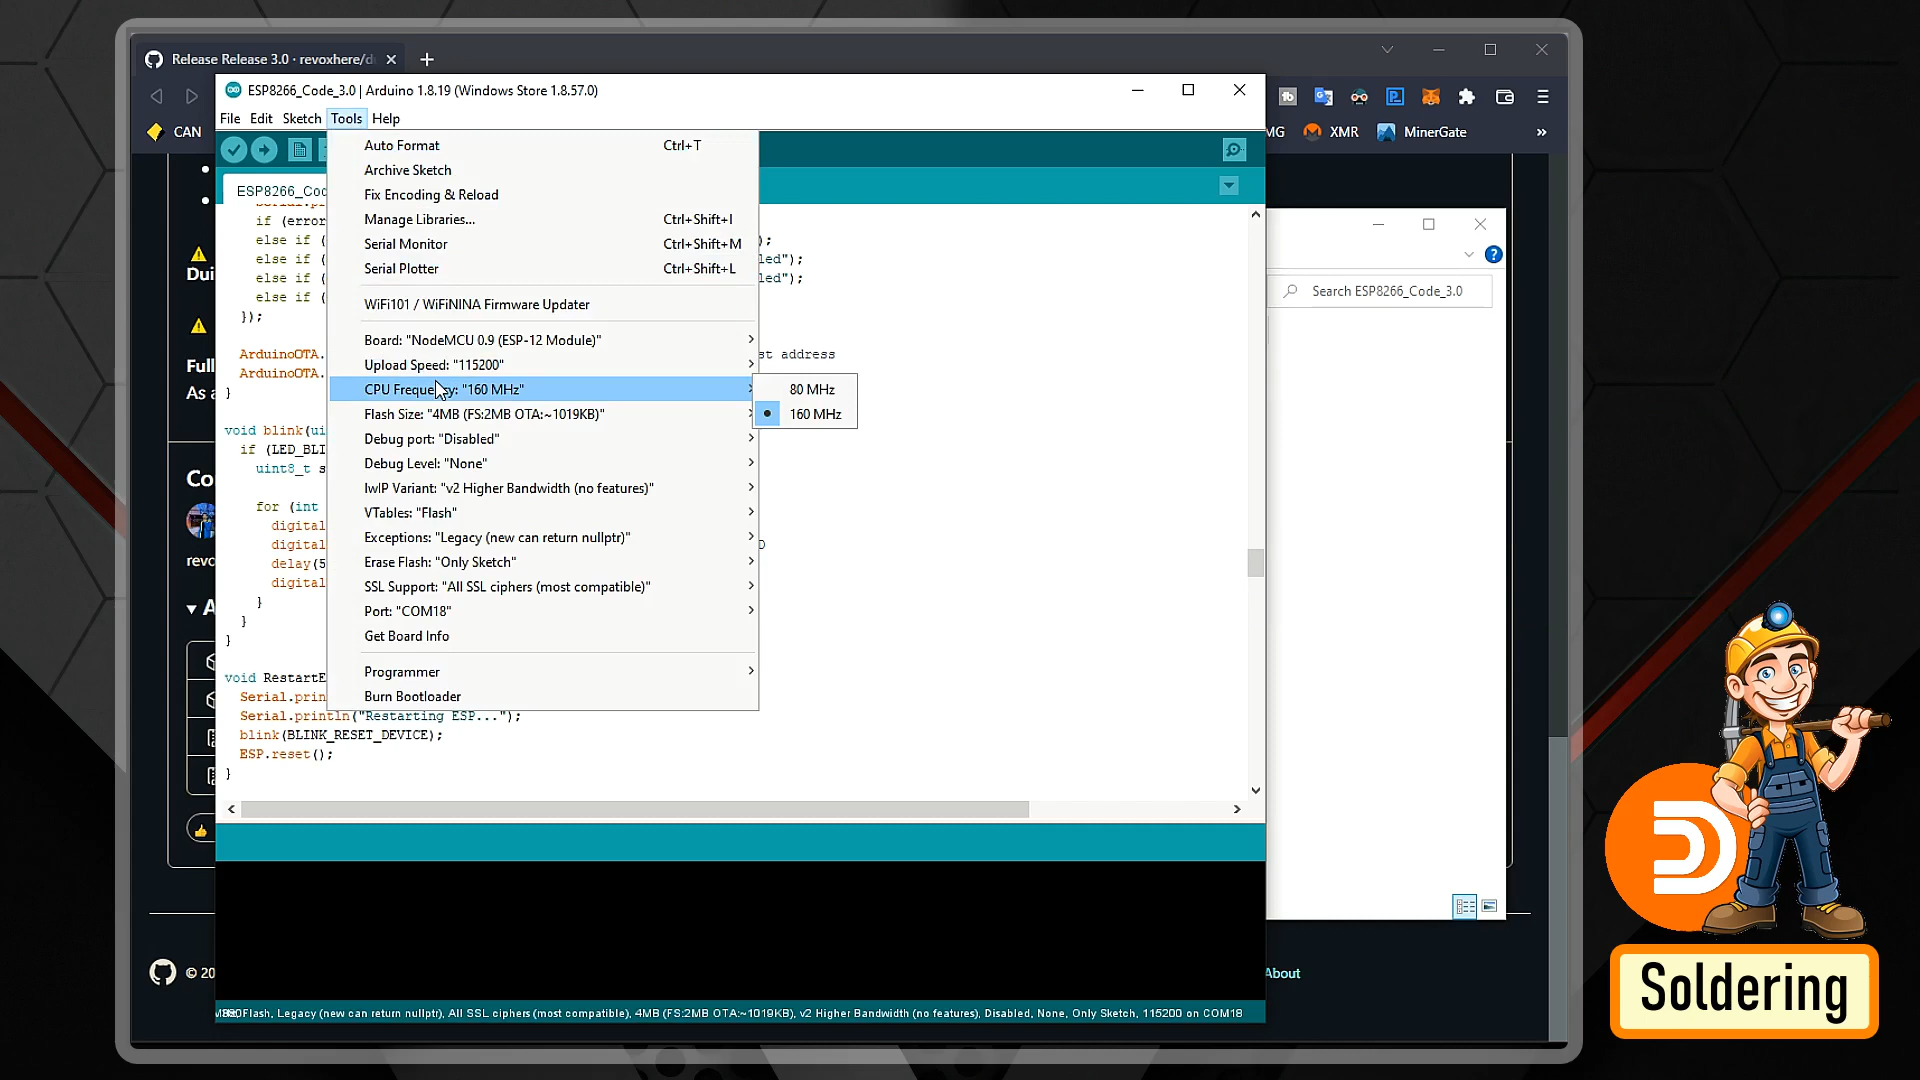 Release Release 3.0 · revoxhere/d
ESP8266_Code_3.0 | Arduino 1.8.19 (Windows Store 1.8.57.0)
File Edit Sketch Tools Help
CAN
MG XMR MinerGate »
Auto Format Ctrl+T
Archive Sketch
Fix Encoding & Reload
Manage Libraries... Ctrl+Shift+I
Serial Monitor Ctrl+Shift+M
Serial Plotter Ctrl+Shift+L
WiFi101 / WiFiNINA Firmware Updater
Board: "NodeMCU 0.9 (ESP-12 Module)"
Upload Speed: "115200"
CPU Frequency: "160 MHz"
Flash Size: "4MB (FS:2MB OTA:~1019KB)"
Debug port: "Disabled"
Debug Level: "None"
lwIP Variant: "v2 Higher Bandwidth (no features)"
VTables: "Flash"
Exceptions: "Legacy (new can return nullptr)"
Erase Flash: "Only Sketch"
SSL Support: "All SSL ciphers (most compatible)"
Port: "COM18"
Get Board Info
Programmer
Burn Bootloader
80 MHz
160 MHz
ESP8266_Cod
if (error
else if ( );
else if ( led");
else if ( led");
else if (
});
ArduinoOTA. st address
ArduinoOTA.
}
void blink(ui
if (LED_BLI
uint8_t s
for (int
digital
digital
delay(5
digital
}
}
}
void RestartE
Serial.prin
Serial.println("Restarting ESP...");
blink(BLINK_RESET_DEVICE);
ESP.reset();
}
Flash, Legacy (new can return nullptr), All SSL ciphers (most compatible), 4MB (FS:2MB OTA:~1019KB), v2 Higher Bandwidth (no features), Disabled, None, Only Sketch, 115200 on COM18
Search ESP8266_Code_3.0
Dui
Full
As a
Co
revo
A
© 20
About
Soldering